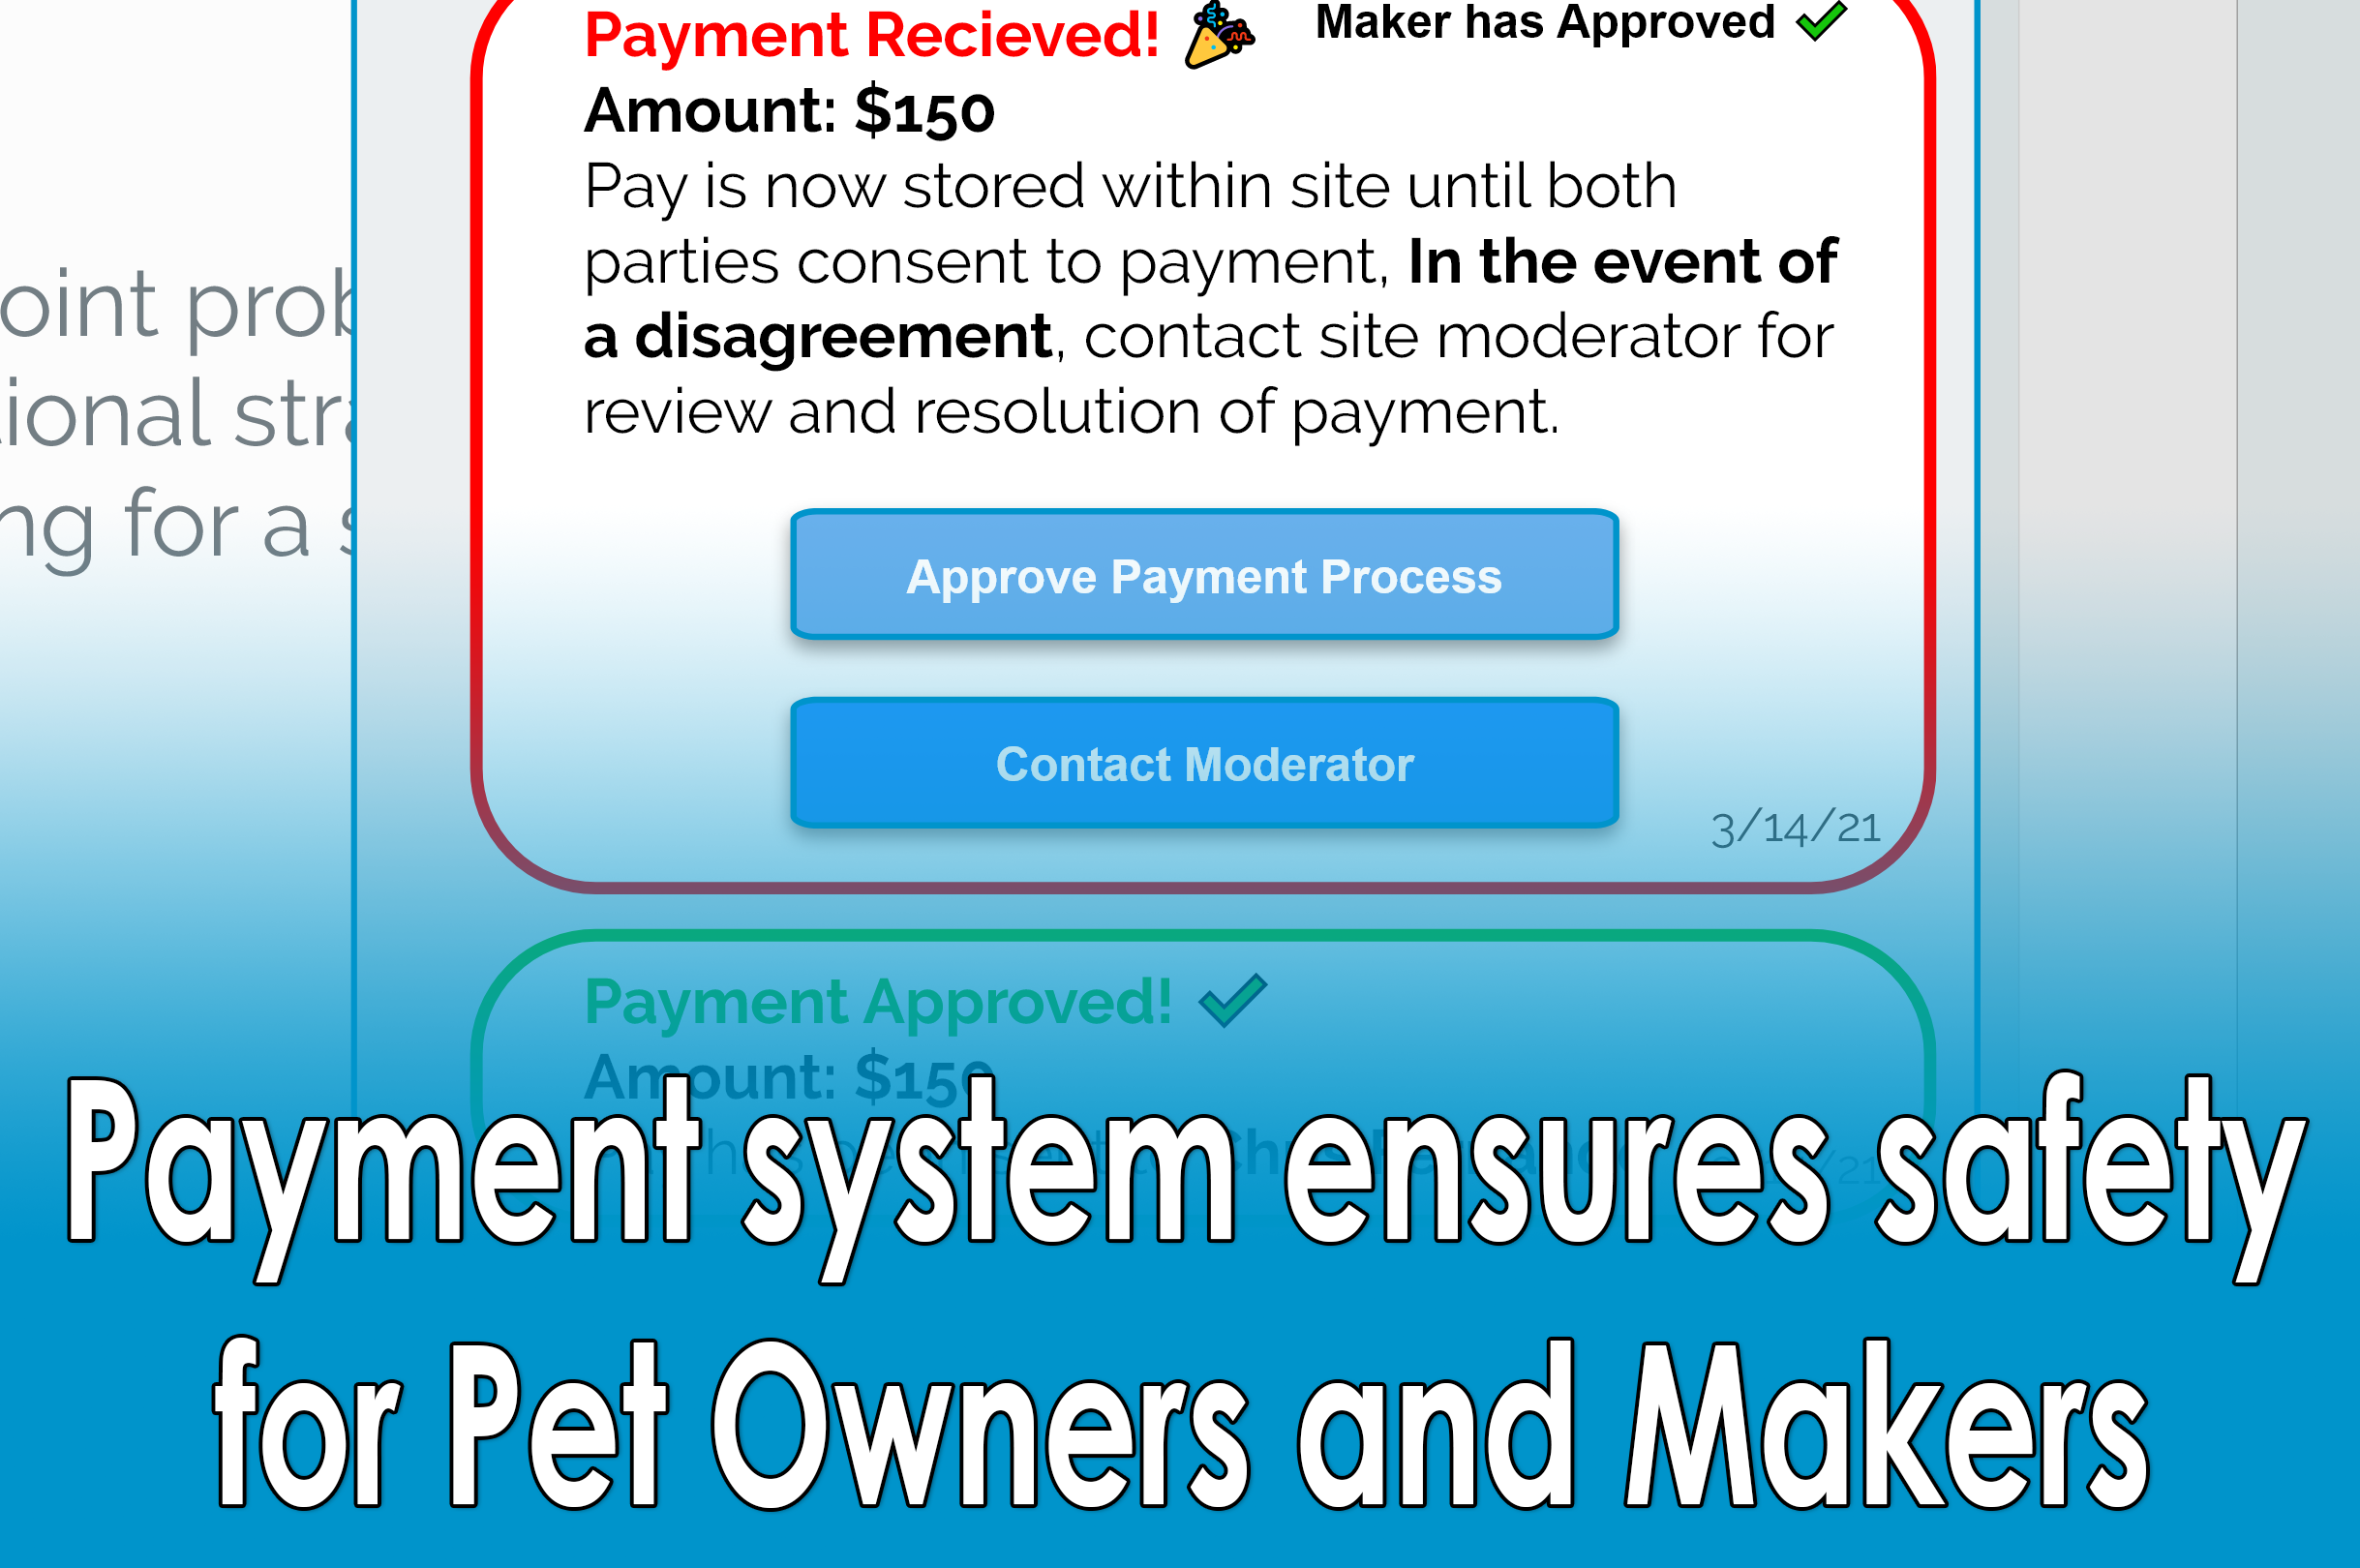 Payment Recieved!
Maker has Approved
Amount: $150
Pay is now stored within site until both
parties consent to payment, In the event of
a disagreement, contact site moderator for
review and resolution of payment.
oint prob
ional stra
ng for a s
Approve Payment Process
Contact Moderator
3/14/21
Payment Approved!
Amount: $150
/21
Payment system ensures safety
for Pet Owners and Makers